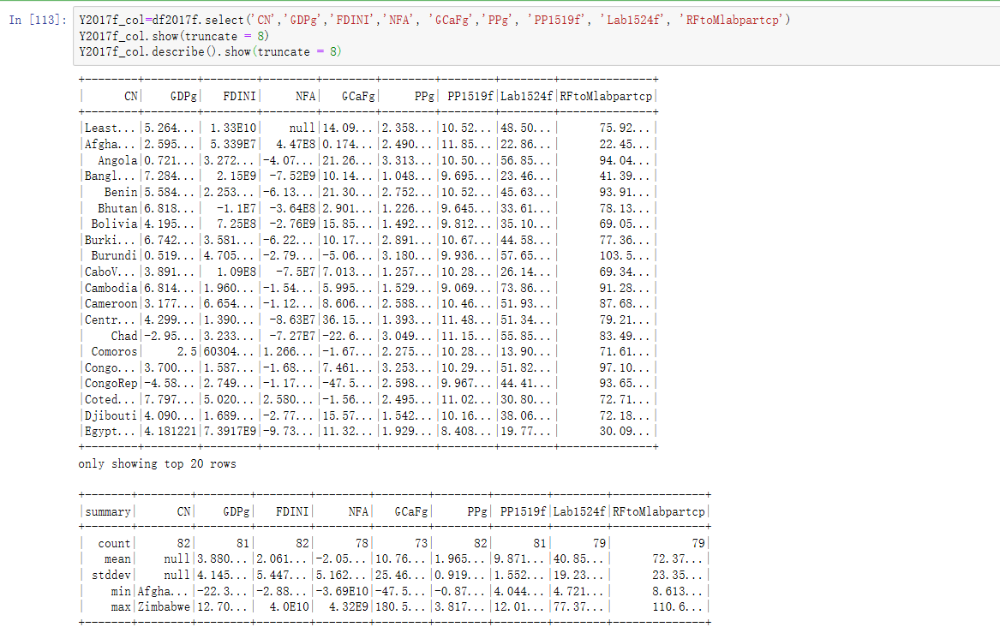 In [113]: Y2017f_col=df2017f.select('CN','GDPg','FDINI','NFA', 'GCaFg','PPg', 'PP1519f', 'Lab1524f', 'RFtoMlabpartcp')
Y2017f_col.show(truncate = 8)
Y2017f_col.describe().show(truncate = 8)
+--------+--------+--------+--------+--------+--------+--------+--------+--------------+
|      CN|    GDPg|   FDINI|     NFA|   GCaFg|     PPg| PP1519f|Lab1524f|RFtoMlabpartcp|
+--------+--------+--------+--------+--------+--------+--------+--------+--------------+
|Least...|5.264...| 1.33E10|    null|14.09...|2.358...|10.52...|48.50...|      75.92...|
|Afgha...|2.595...| 5.339E7|  4.47E8|0.174...|2.490...|11.85...|22.86...|      22.45...|
|  Angola|0.721...|3.272...|-4.07...|21.26...|3.313...|10.50...|56.85...|      94.04...|
|Bangl...|7.284...|  2.15E9| -7.52E9|10.14...|1.048...|9.695...|23.46...|      41.39...|
|   Benin|5.584...|2.253...|-6.13...|21.30...|2.752...|10.52...|45.63...|      93.91...|
|  Bhutan|6.818...|  -1.1E7| -3.64E8|2.901...|1.226...|9.645...|33.61...|      78.13...|
| Bolivia|4.195...|  7.25E8| -2.76E9|15.85...|1.492...|9.812...|35.10...|      69.05...|
|Burki...|6.742...|3.581...|-6.22...|10.17...|2.891...|10.67...|44.58...|      77.36...|
| Burundi|0.519...|4.705...|-2.79...|-5.06...|3.180...|9.936...|57.65...|      103.5...|
|CaboV...|3.891...|  1.09E8|  -7.5E7|7.013...|1.257...|10.28...|26.14...|      69.34...|
|Cambodia|6.814...|1.960...|-1.54...|5.995...|1.529...|9.069...|73.86...|      91.28...|
|Cameroon|3.177...|6.654...|-1.12...|8.606...|2.588...|10.46...|51.93...|      87.68...|
|Centr...|4.299...|1.390...| -8.63E7|36.15...|1.393...|11.48...|51.34...|      79.21...|
|    Chad|-2.95...|3.233...| -7.27E7|-22.6...|3.049...|11.15...|55.85...|      83.49...|
| Comoros|     2.5|60304...|1.266...|-1.67...|2.275...|10.28...|13.90...|      71.61...|
|Congo...|3.700...|1.587...|-1.68...|7.461...|3.253...|10.29...|51.82...|      97.10...|
|CongoRep|-4.58...|2.749...|-1.17...|-47.5...|2.598...|9.967...|44.41...|      93.65...|
|Coted...|7.797...|5.020...|2.580...|-1.56...|2.495...|11.02...|30.80...|      72.71...|
|Djibouti|4.090...|1.689...|-2.77...|15.57...|1.542...|10.16...|38.06...|      72.18...|
|Egypt...|4.181221|7.3917E9|-9.73...|11.32...|1.929...|8.408...|19.77...|      30.09...|
+--------+--------+--------+--------+--------+--------+--------+--------+--------------+
only showing top 20 rows
+-------+--------+--------+--------+--------+--------+--------+--------+--------+--------------+
|summary|      CN|    GDPg|   FDINI|     NFA|   GCaFg|     PPg| PP1519f|Lab1524f|RFtoMlabpartcp|
+-------+--------+--------+--------+--------+--------+--------+--------+--------+--------------+
|  count|      82|      81|      82|      78|      73|      82|      81|      79|            79|
|   mean|    null|3.880...|2.061...|-2.05...|10.76...|1.965...|9.871...|40.85...|      72.37...|
| stddev|    null|4.145...|5.447...|5.162...|25.46...|0.919...|1.552...|19.23...|      23.35...|
|    min|Afgha...|-22.3...|-2.88...|-3.69E10|-47.5...|-0.87...|4.044...|4.721...|      8.613...|
|    max|Zimbabwe|12.70...|  4.0E10|  4.32E9|180.5...|3.817...|12.01...|77.37...|      110.6...|
+-------+--------+--------+--------+--------+--------+--------+--------+--------+--------------+